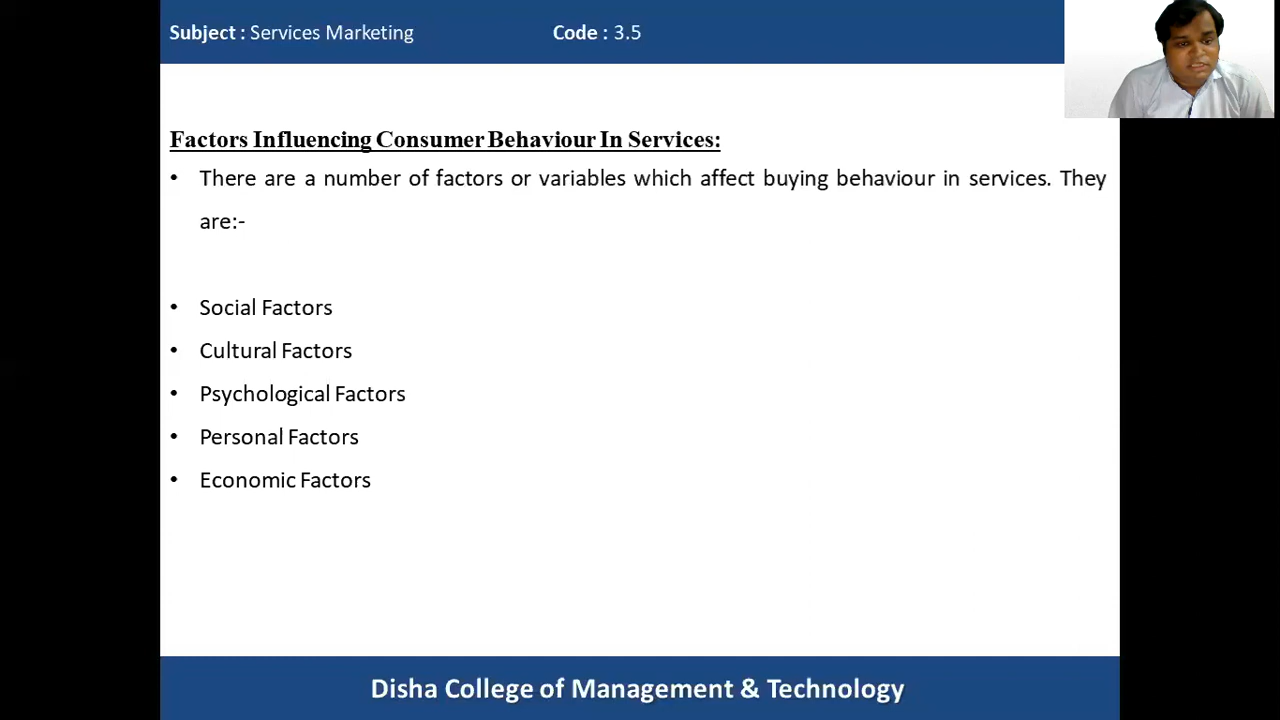 Subject : Services Marketing Code : 3.5
Factors Influencing Consumer Behaviour In Services:
• There are a number of factors or variables which affect buying behaviour in services. They
are:-
• Social Factors
• Cultural Factors
• Psychological Factors
• Personal Factors
• Economic Factors
Disha College of Management & Technology